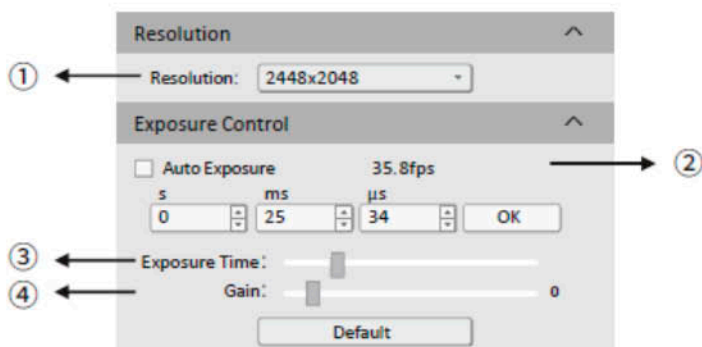 Resolution
① Resolution: 2448x2048
Exposure Control
Auto Exposure 35.8fps ②
s ms μs
0 25 34 OK
③ Exposure Time:
④ Gain: 0
Default